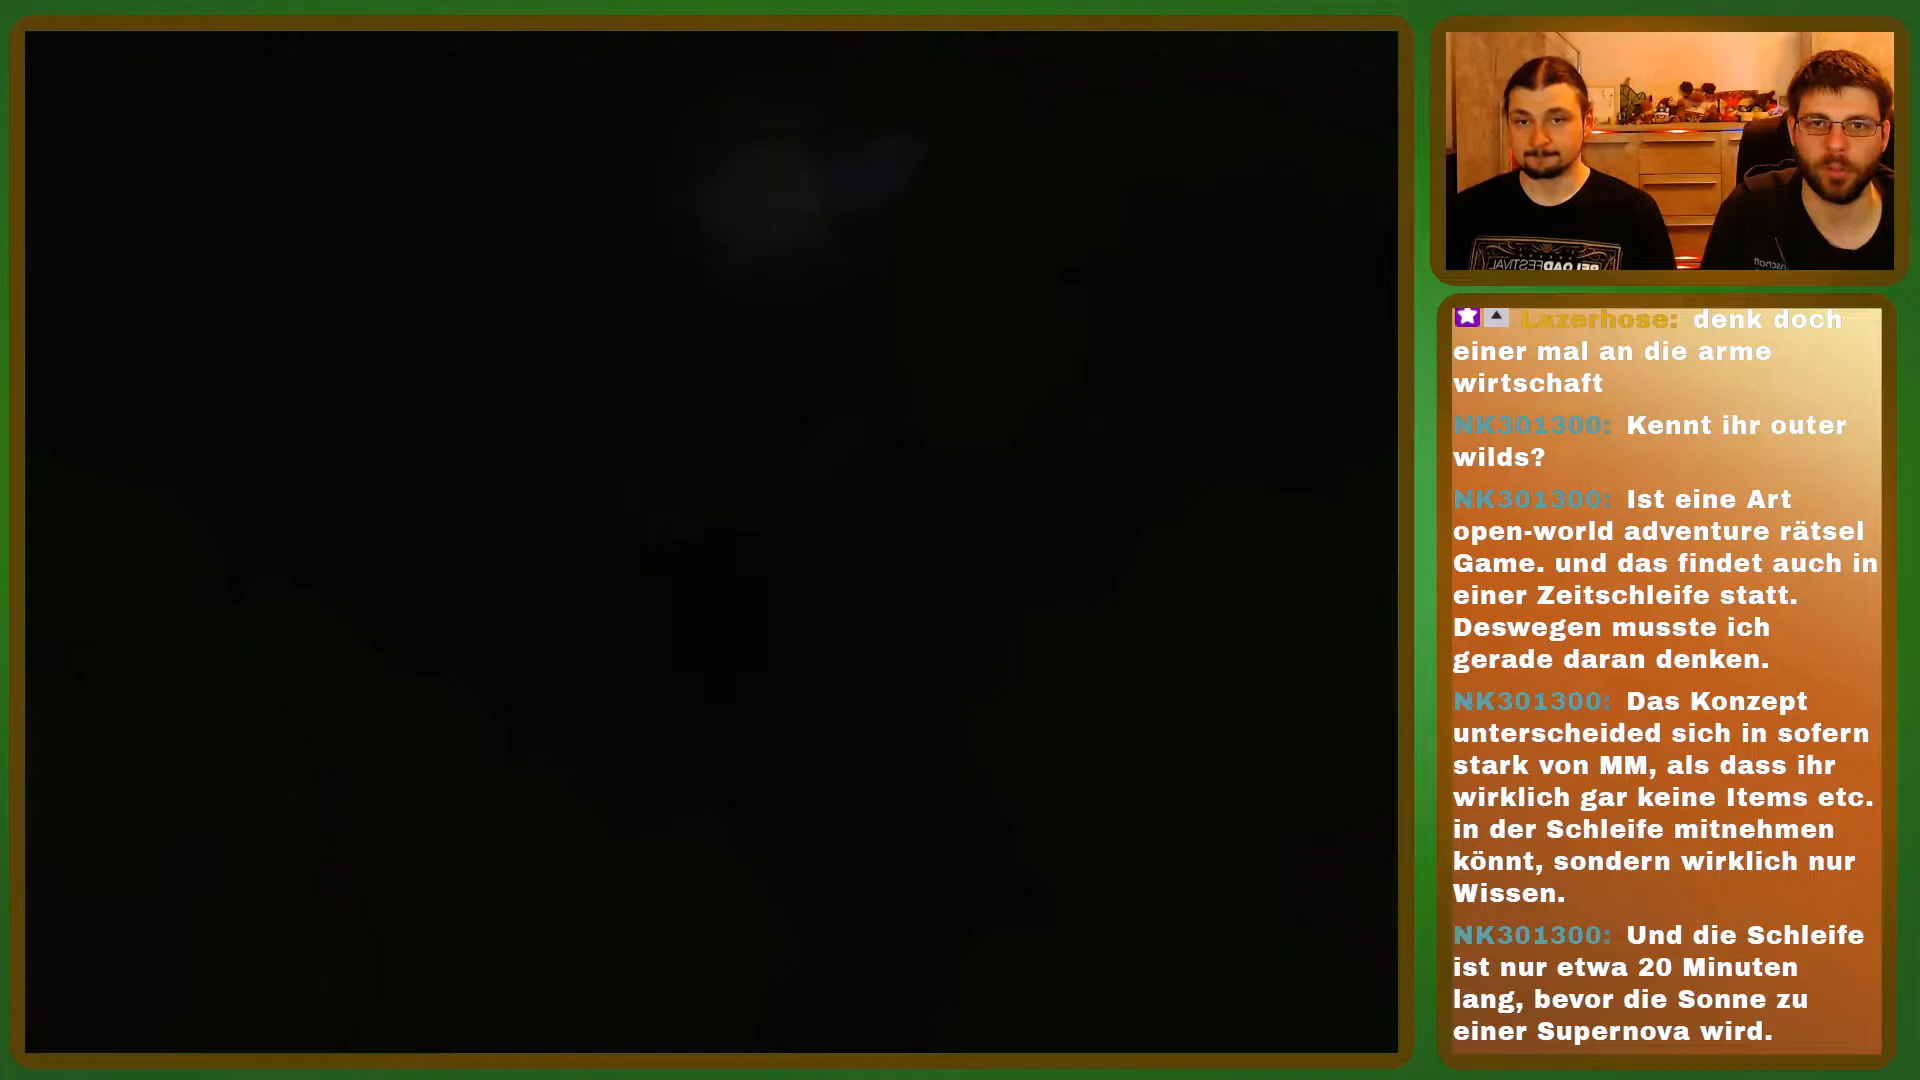 RELOADFESTIVAL
Lazerhose: denk doch
einer mal an die arme
wirtschaft
NK301300: Kennt ihr outer
wilds?
NK301300: Ist eine Art
open-world adventure rätsel
Game. und das findet auch in
einer Zeitschleife statt.
Deswegen musste ich
gerade daran denken.
NK301300: Das Konzept
unterscheided sich in sofern
stark von MM, als dass ihr
wirklich gar keine Items etc.
in der Schleife mitnehmen
könnt, sondern wirklich nur
Wissen.
NK301300: Und die Schleife
ist nur etwa 20 Minuten
lang, bevor die Sonne zu
einer Supernova wird.